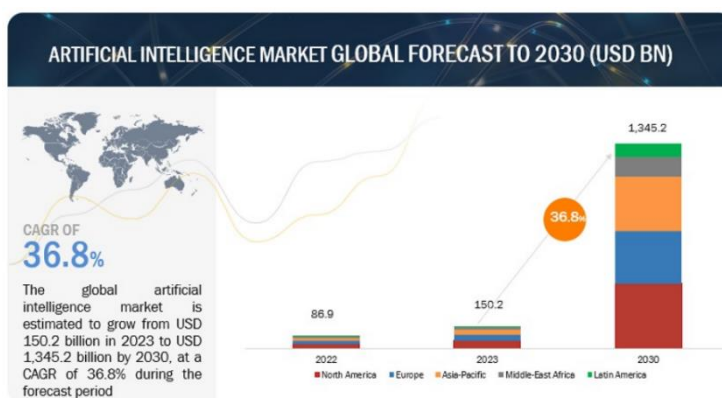 ARTIFICIAL INTELLIGENCE MARKET GLOBAL FORECAST TO 2030 (USD BN)
CAGR OF
36.8%
The global artificial
intelligence market is
estimated to grow from USD
150.2 billion in 2023 to USD
1,345.2 billion by 2030, at a
CAGR of 36.8% during the
forecast period
1,345.2
36.8%
86.9
150.2
2022 2023 2030
North America Europe Asia-Pacific Middle-East Africa Latin America